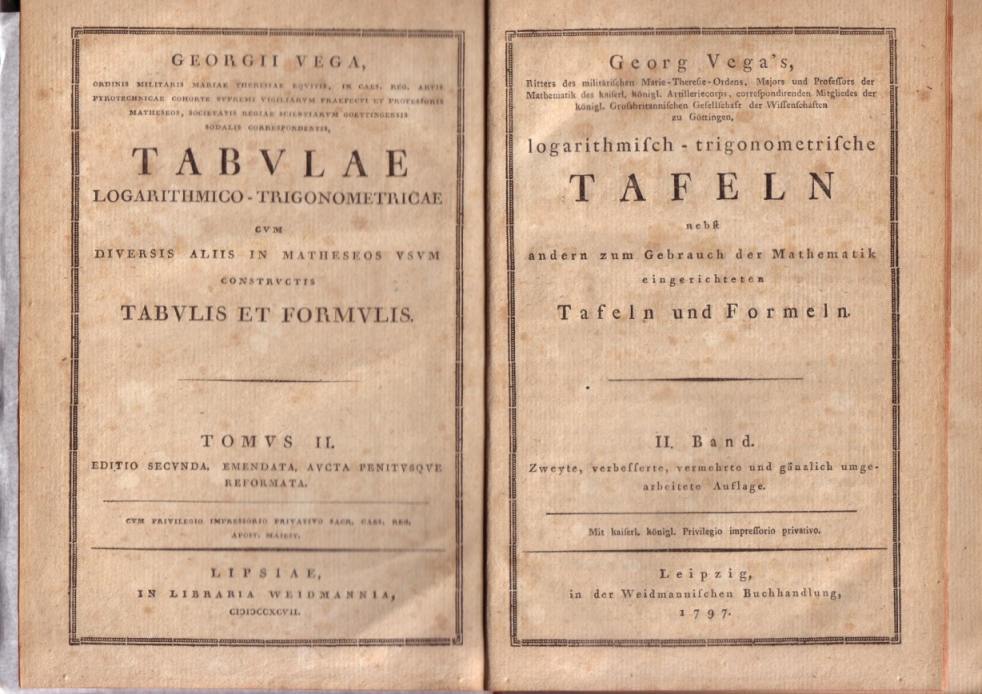 GEORGII VEGA,
ORDINIS MILITARIS MARIAE THERESIAE EQVITIS, IN CAES. REG. ARTIS
PYROTECHNICAE COHORTE SVPREMI VIGILIARVM PRAEFECTI ET PROFESSORIS
MATHESEOS, SOCIETATIS REGIAE SCIENTIARVM GOETTINGENSIS
SODALIS CORRESPONDENTIS,
TABVLAE
LOGARITHMICO - TRIGONOMETRICAE
CVM
DIVERSIS ALIIS IN MATHESEOS VSVM
CONSTRVCTIS
TABVLIS ET FORMVLIS.
TOMVS II.
EDITIO SECVNDA, EMENDATA, AVCTA PENITVSQVE
REFORMATA.
CVM PRIVILEGIO IMPRESSORIO PRIVATIVO SACR. CAES. REG.
APOST. MAIEST.
LIPSIAE,
IN LIBRARIA WEIDMANNIA,
CIƆIƆCCXCVII.
Georg Vega's,
Ritters des militäriſchen Marie-Thereſie-Ordens, Majors und Profeſſors der
Mathematik des kaiſerl. königl. Artilleriecorps, correſpondirenden Mitgliedes der
königl. Grosbritanniſchen Geſellſchaft der Wiſſenſchaften
zu Göttingen,
logarithmiſch - trigonometriſche
TAFELN
nebſt
andern zum Gebrauch der Mathematik
eingerichteten
Tafeln und Formeln.
II. Band.
Zweyte, verbeſſerte, vermehrte und gänzlich umge-
arbeitete Auflage.
Mit kaiſerl. königl. Privilegio impreſſorio privativo.
Leipzig,
in der Weidmanniſchen Buchhandlung,
1797.